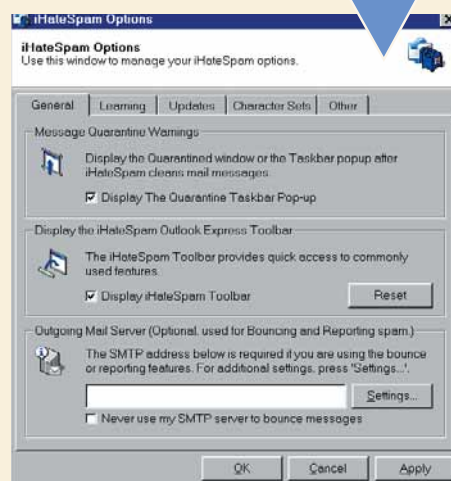 iHateSpam Options
iHateSpam Options
Use this window to manage your iHateSpam options.
General Learning Updates Character Sets Other
Message Quarantine Warnings
Display the Quarantined window or the Taskbar popup after
iHateSpam cleans mail messages.
Display The Quarantine Taskbar Pop-up
Display the iHateSpam Outlook Express Toolbar
The iHateSpam Toolbar provides quick access to commonly
used features.
Display iHateSpam Toolbar Reset
Outgoing Mail Server (Optional, used for Bouncing and Reporting spam.)
The SMTP address below is required if you are using the bounce
or reporting features. For additional settings, press 'Settings...'.
Settings...
Never use my SMTP server to bounce messages
OK Cancel Apply